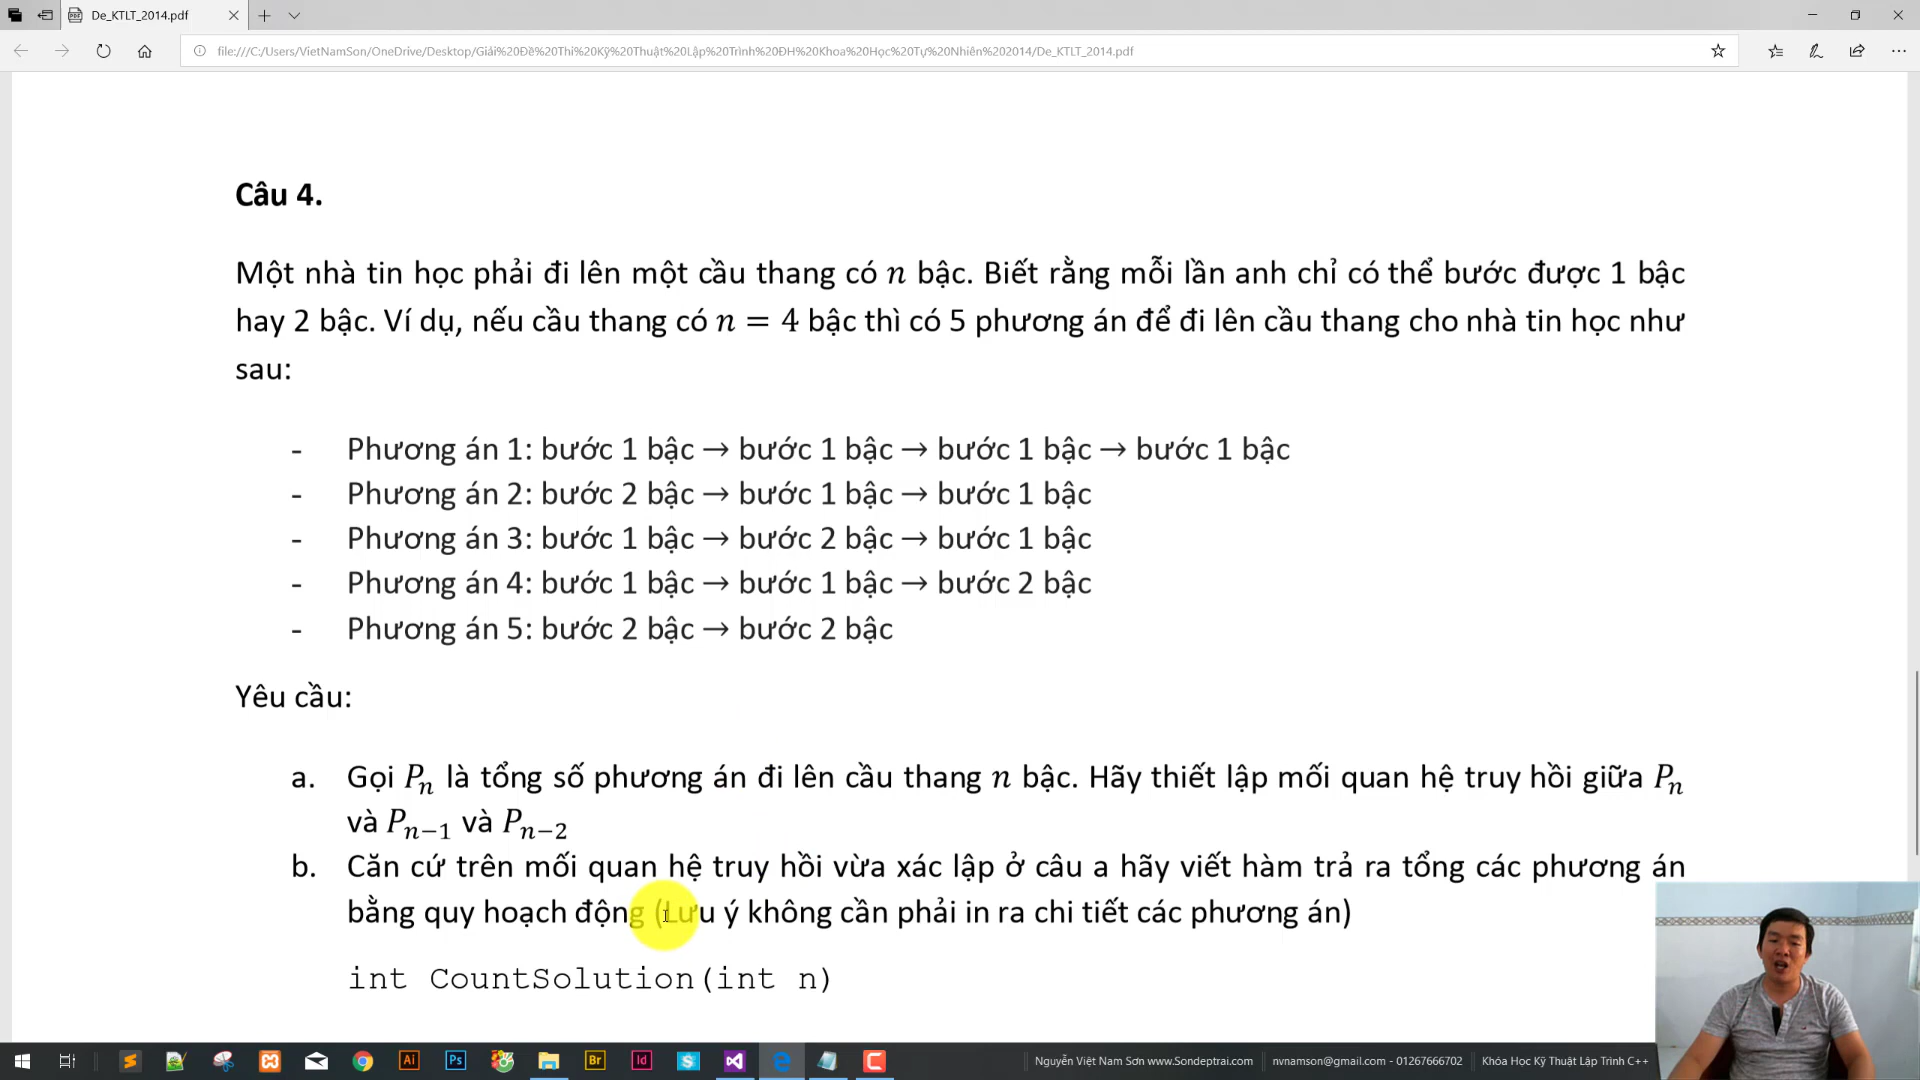 De_KTLT_2014.pdf
file:///C:/Users/VietNamSon/OneDrive/Desktop/Giải%20Đề%20Thi%20Kỹ%20Thuật%20Lập%20Trình%20ĐH%20Khoa%20Học%20Tự%20Nhiên%202014/De_KTLT_2014.pdf
Câu 4.
Một nhà tin học phải đi lên một cầu thang có n bậc. Biết rằng mỗi lần anh chỉ có thể bước được 1 bậc
hay 2 bậc. Ví dụ, nếu cầu thang có n = 4 bậc thì có 5 phương án để đi lên cầu thang cho nhà tin học như
sau:
- Phương án 1: bước 1 bậc → bước 1 bậc → bước 1 bậc → bước 1 bậc
- Phương án 2: bước 2 bậc → bước 1 bậc → bước 1 bậc
- Phương án 3: bước 1 bậc → bước 2 bậc → bước 1 bậc
- Phương án 4: bước 1 bậc → bước 1 bậc → bước 2 bậc
- Phương án 5: bước 2 bậc → bước 2 bậc
Yêu cầu:
a. Gọi Pₙ là tổng số phương án đi lên cầu thang n bậc. Hãy thiết lập mối quan hệ truy hồi giữa Pₙ
và Pₙ₋₁ và Pₙ₋₂
b. Căn cứ trên mối quan hệ truy hồi vừa xác lập ở câu a hãy viết hàm trả ra tổng các phương án
bằng quy hoạch động (Lưu ý không cần phải in ra chi tiết các phương án)
int CountSolution(int n)
Ai Ps Br Id S
Nguyễn Việt Nam Sơn www.Sondeptrai.com nvnamson@gmail.com - 01267666702 Khóa Học Kỹ Thuật Lập Trình C++